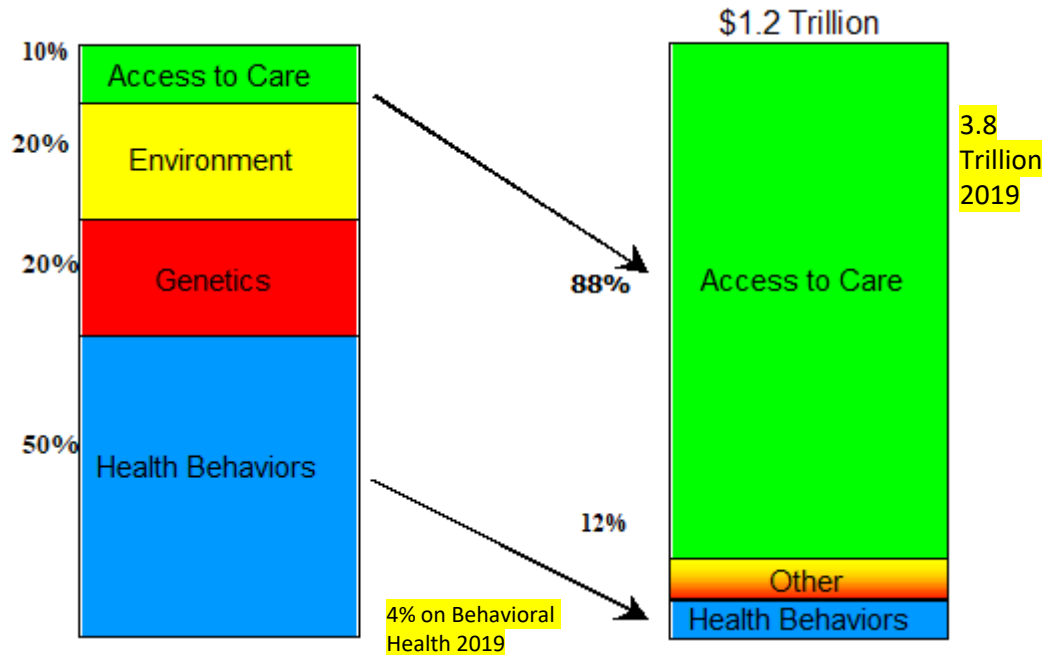 $1.2 Trillion
10%
Access to Care
20%
Environment
20%
Genetics
50%
Health Behaviors
4% on Behavioral
Health 2019
88%
12%
3.8
Trillion
2019
Access to Care
Other
Health Behaviors